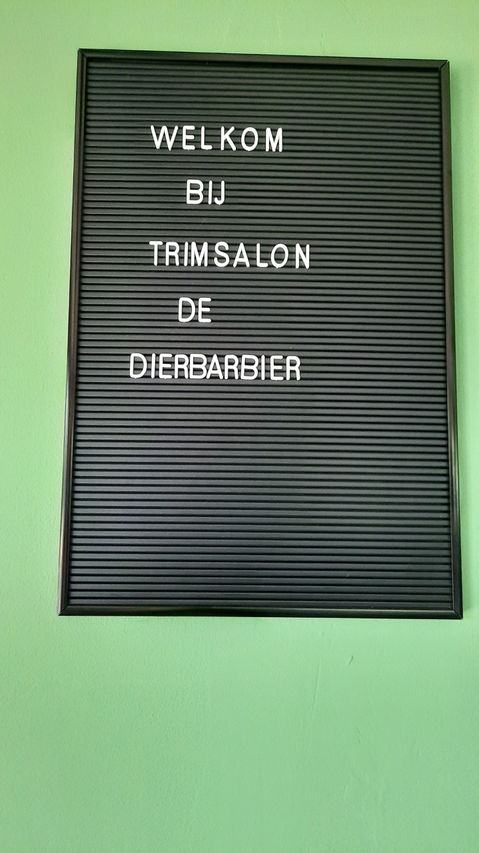 WELKOM
BIJ
TRIMSALON
DE
DIERBARBIER